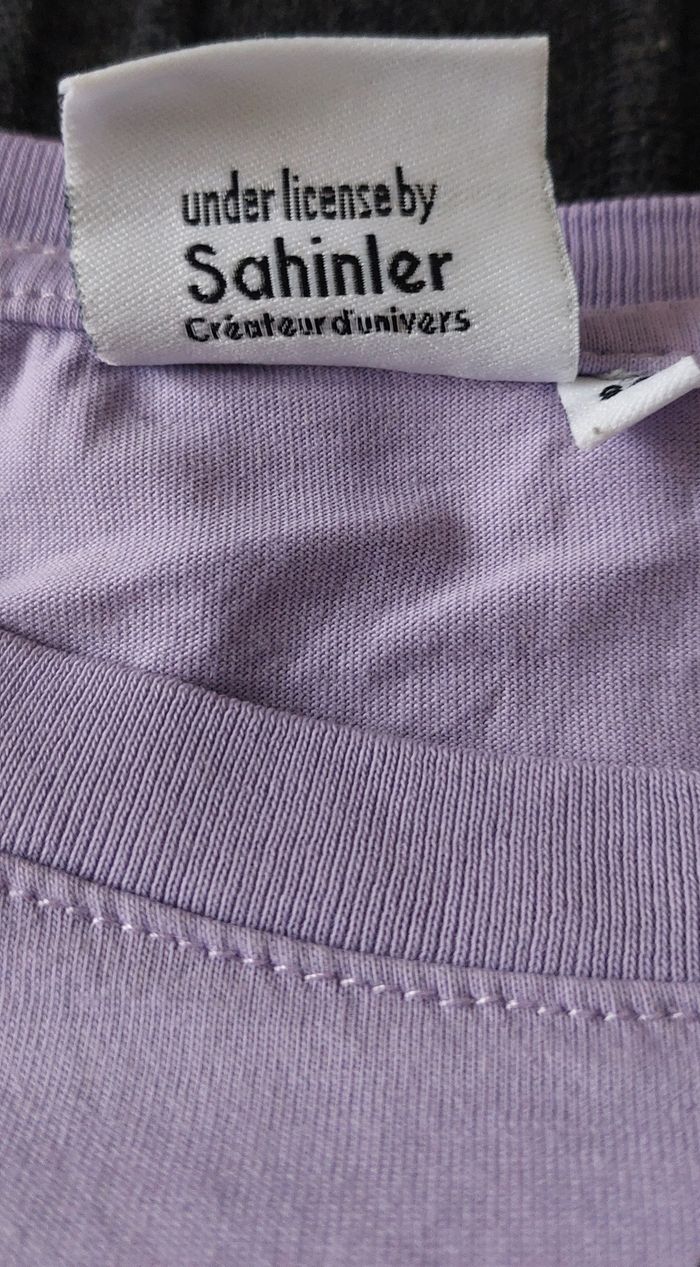 under license by
Sahinler
Créateur d'univers